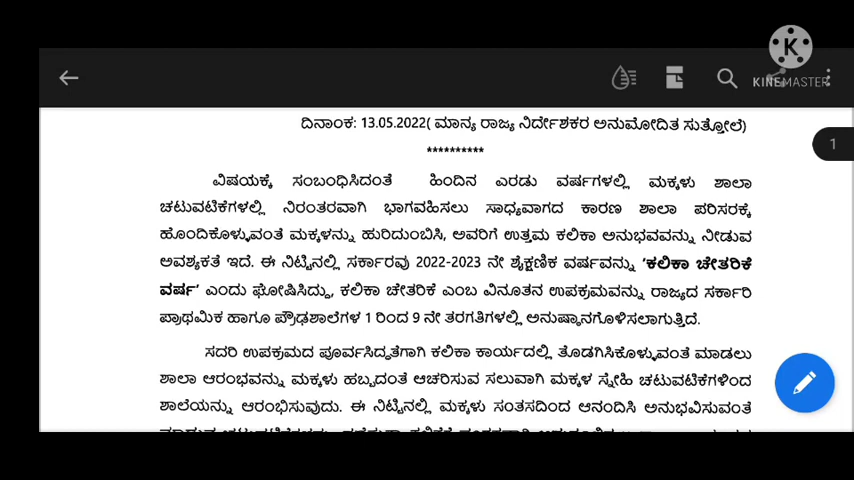 K
KINEMASTER
1
ದಿನಾಂಕ: 13.05.2022( ಮಾನ್ಯ ರಾಜ್ಯ ನಿರ್ದೇಶಕರ ಅನುಮೋದಿತ ಸುತ್ತೋಲೆ)
**********
ವಿಷಯಕ್ಕೆ ಸಂಬಂಧಿಸಿದಂತೆ ಹಿಂದಿನ ಎರಡು ವರ್ಷಗಳಲ್ಲಿ ಮಕ್ಕಳು ಶಾಲಾ
ಚಟುವಟಿಕೆಗಳಲ್ಲಿ ನಿರಂತರವಾಗಿ ಭಾಗವಹಿಸಲು ಸಾಧ್ಯವಾಗದ ಕಾರಣ ಶಾಲಾ ಪರಿಸರಕ್ಕೆ
ಹೊಂದಿಕೊಳ್ಳುವಂತೆ ಮಕ್ಕಳನ್ನು ಹುರಿದುಂಬಿಸಿ, ಅವರಿಗೆ ಉತ್ತಮ ಕಲಿಕಾ ಅನುಭವವನ್ನು ನೀಡುವ
ಅವಶ್ಯಕತೆ ಇದೆ. ಈ ನಿಟ್ಟಿನಲ್ಲಿ ಸರ್ಕಾರವು 2022-2023 ನೇ ಶೈಕ್ಷಣಿಕ ವರ್ಷವನ್ನು 'ಕಲಿಕಾ ಚೇತರಿಕೆ
ವರ್ಷ' ಎಂದು ಘೋಷಿಸಿದ್ದು, ಕಲಿಕಾ ಚೇತರಿಕೆ ಎಂಬ ವಿನೂತನ ಉಪಕ್ರಮವನ್ನು ರಾಜ್ಯದ ಸರ್ಕಾರಿ
ಪ್ರಾಥಮಿಕ ಹಾಗೂ ಪ್ರೌಢಶಾಲೆಗಳ 1 ರಿಂದ 9 ನೇ ತರಗತಿಗಳಲ್ಲಿ ಅನುಷ್ಠಾನಗೊಳಿಸಲಾಗುತ್ತಿದೆ.
ಸದರಿ ಉಪಕ್ರಮದ ಪೂರ್ವಸಿದ್ಧತೆಗಾಗಿ ಕಲಿಕಾ ಕಾರ್ಯದಲ್ಲಿ ತೊಡಗಿಸಿಕೊಳ್ಳುವಂತೆ ಮಾಡಲು
ಶಾಲಾ ಆರಂಭವನ್ನು ಮಕ್ಕಳು ಹಬ್ಬದಂತೆ ಆಚರಿಸುವ ಸಲುವಾಗಿ ಮಕ್ಕಳ ಸ್ನೇಹಿ ಚಟುವಟಿಕೆಗಳಿಂದ
ಶಾಲೆಯನ್ನು ಆರಂಭಿಸುವುದು. ಈ ನಿಟ್ಟಿನಲ್ಲಿ ಮಕ್ಕಳು ಸಂತಸದಿಂದ ಆನಂದಿಸಿ ಅನುಭವಿಸುವಂತೆ